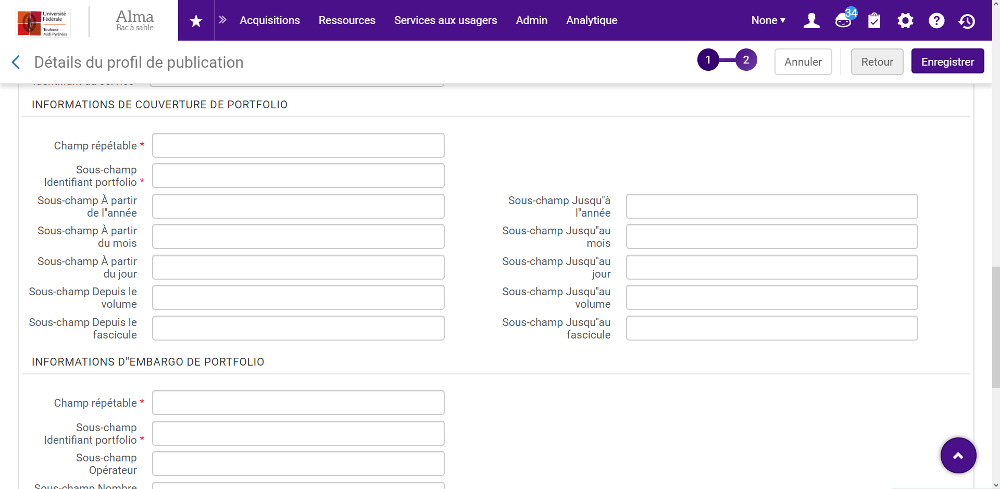 Université
Fédérale
Toulouse
Midi-Pyrénées
Alma
Bac à sable
Acquisitions
Ressources
Services aux usagers
Admin
Analytique
None
34
Détails du profil de publication
1
2
Annuler
Retour
Enregistrer
INFORMATIONS DE COUVERTURE DE PORTFOLIO
Champ répétable *
Sous-champ
Identifiant portfolio *
Sous-champ À partir
de l''année
Sous-champ Jusqu''à
l''année
Sous-champ À partir
du mois
Sous-champ Jusqu''au
mois
Sous-champ À partir
du jour
Sous-champ Jusqu''au
jour
Sous-champ Depuis le
volume
Sous-champ Jusqu''au
volume
Sous-champ Depuis le
fascicule
Sous-champ Jusqu''au
fascicule
INFORMATIONS D''EMBARGO DE PORTFOLIO
Champ répétable *
Sous-champ
Identifiant portfolio *
Sous-champ
Opérateur
Sous-champ Nombre